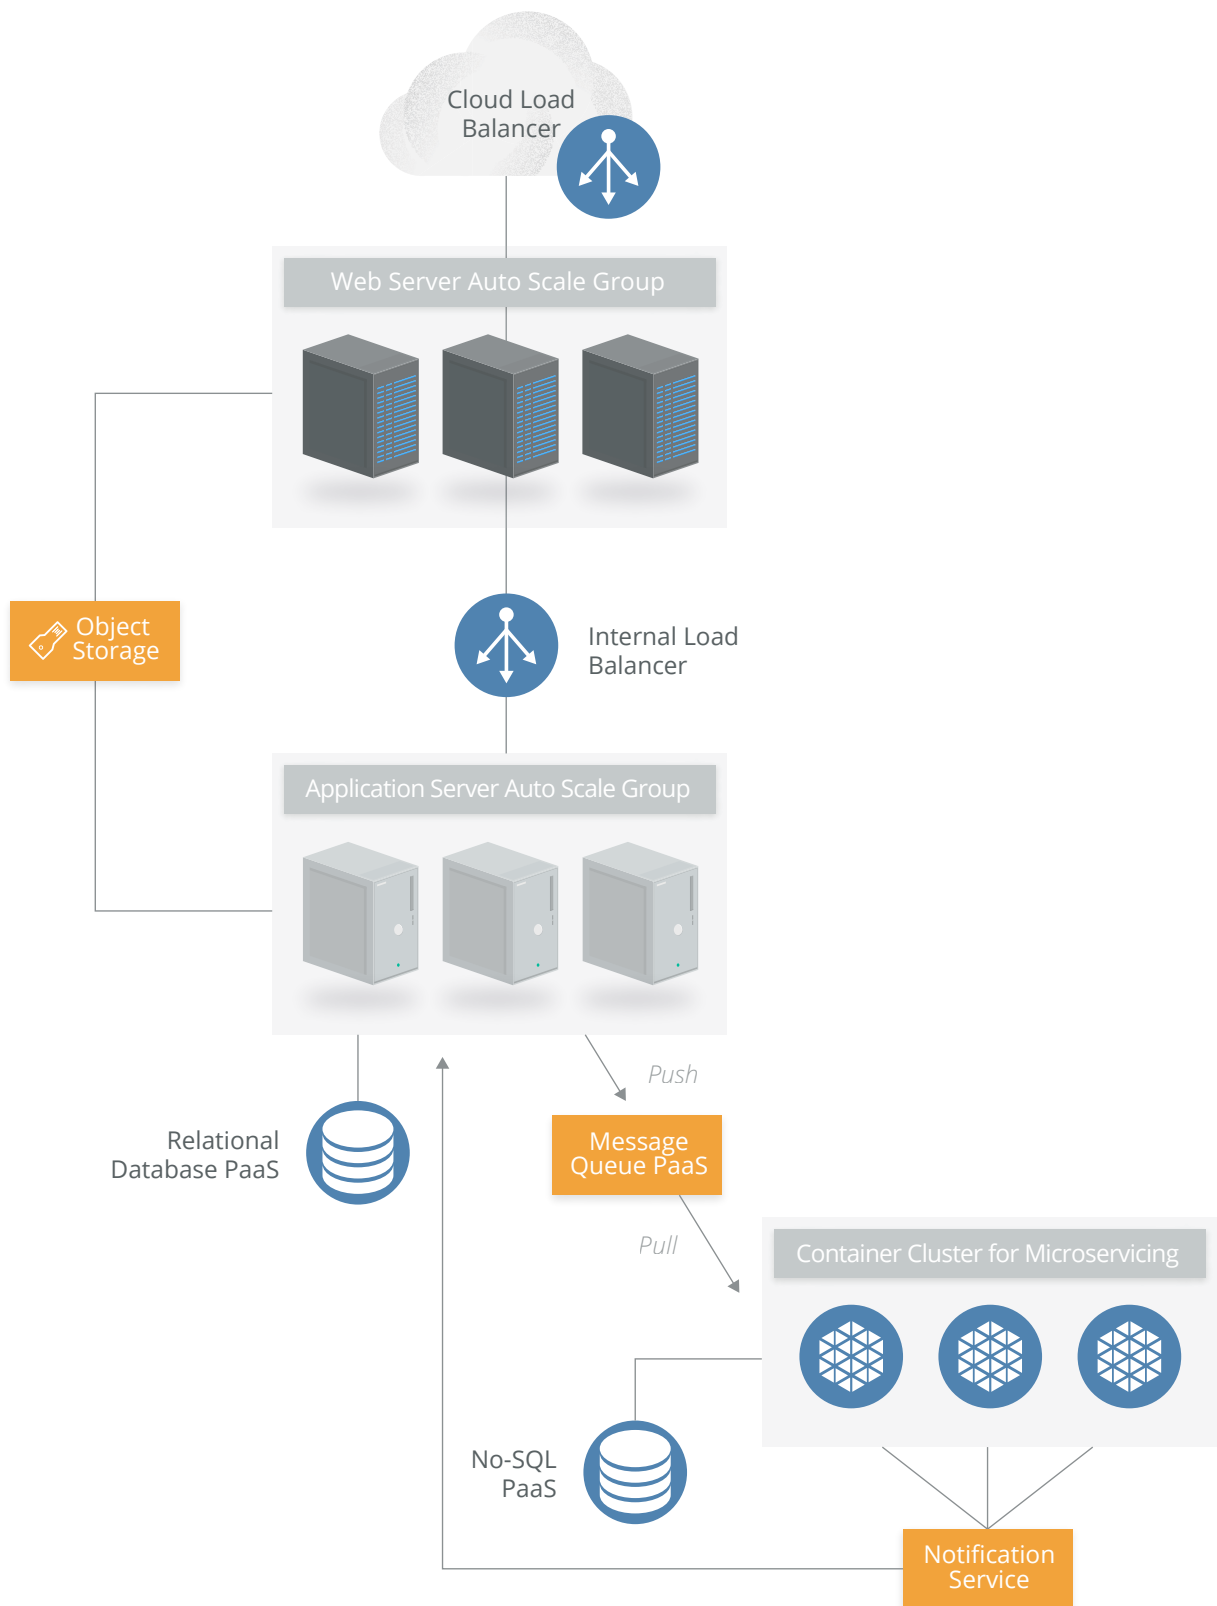 Cloud Load
Balancer
Web Server Auto Scale Group
Object
Storage
Internal Load
Balancer
Application Server Auto Scale Group
Push
Relational
Database PaaS
Message
Queue PaaS
Pull
Container Cluster for Microservicing
No-SQL
PaaS
Notification
Service